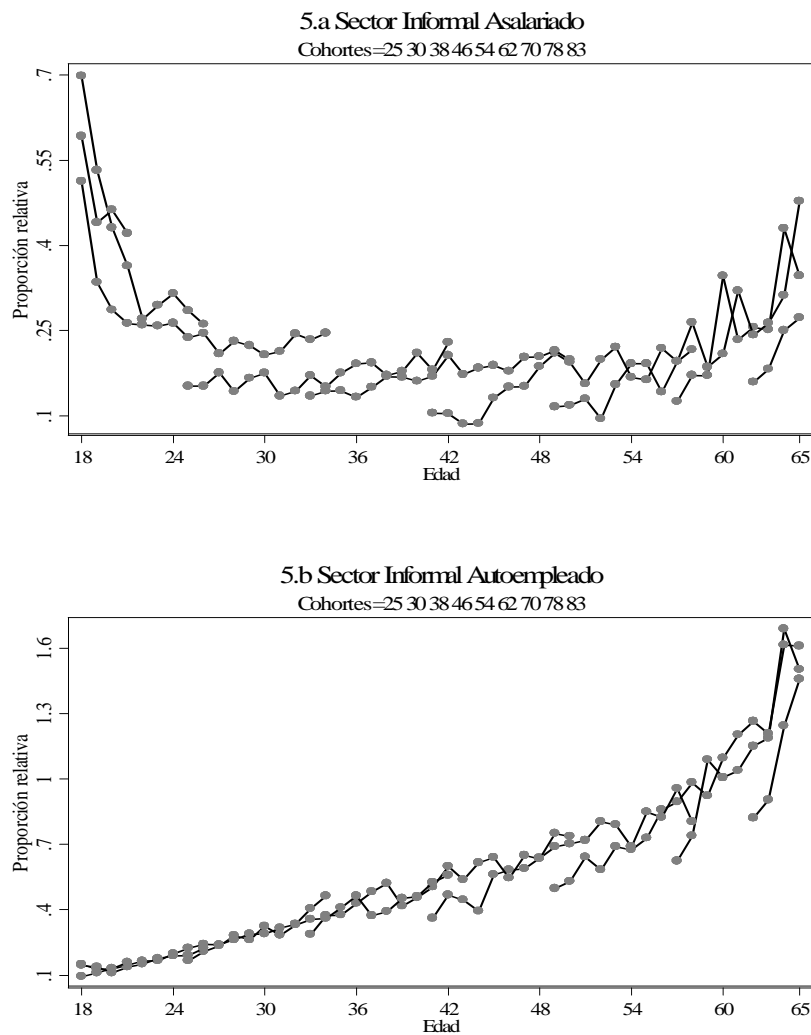 5.a Sector Informal Asalariado
Cohortes=25 30 38 46 54 62 70 78 83
Proporción relativa
.7
.55
.4
.25
.1
18 24 30 36 42 48 54 60 65
Edad
5.b Sector Informal Autoempleado
Cohortes=25 30 38 46 54 62 70 78 83
Proporción relativa
1.6
1.3
1
.7
.4
.1
18 24 30 36 42 48 54 60 65
Edad